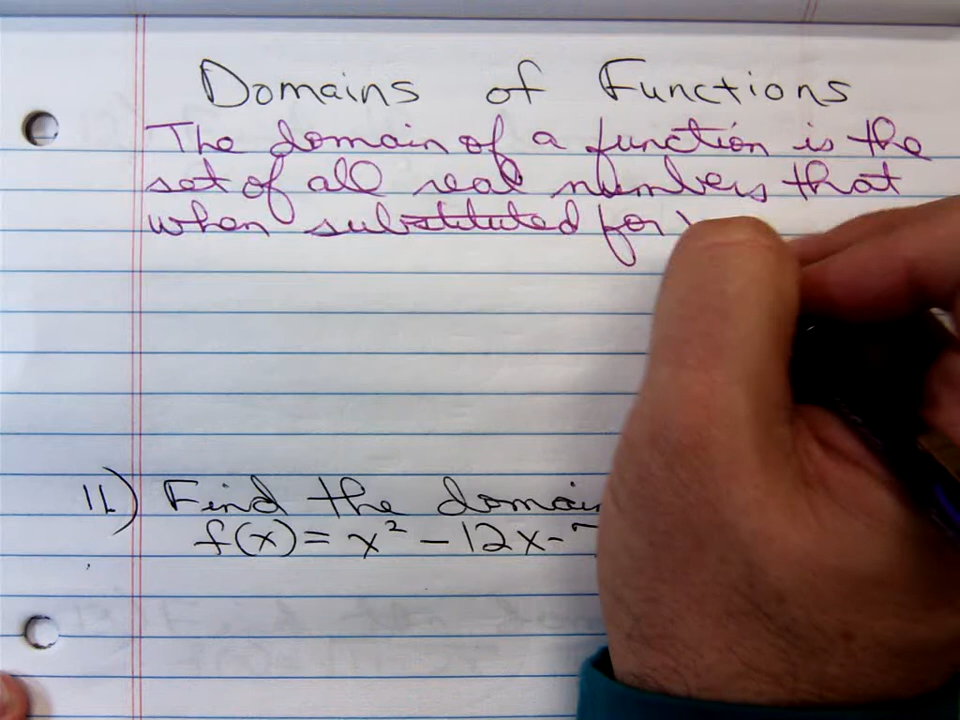 Domains of Functions
The domain of a function is the
set of all real numbers that
when substituted for
11) Find the domain
f(x) = x² - 12x -